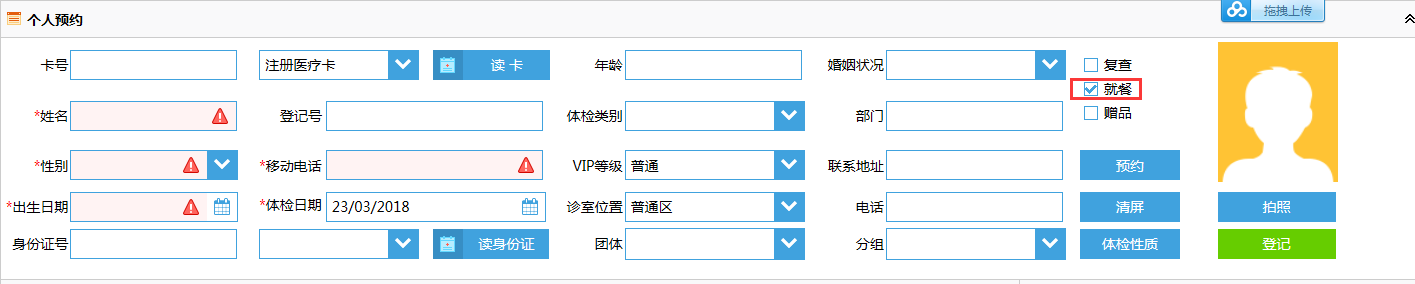 个人预约 拖拽上传
卡号 注册医疗卡 读 卡 年龄 婚姻状况 复查
就餐
*姓名 登记号 体检类别 部门 赠品
*性别 *移动电话 VIP等级 普通 联系地址 预约
*出生日期 *体检日期 23/03/2018 诊室位置 普通区 电话 清屏 拍照
身份证号 读身份证 团体 分组 体检性质 登记